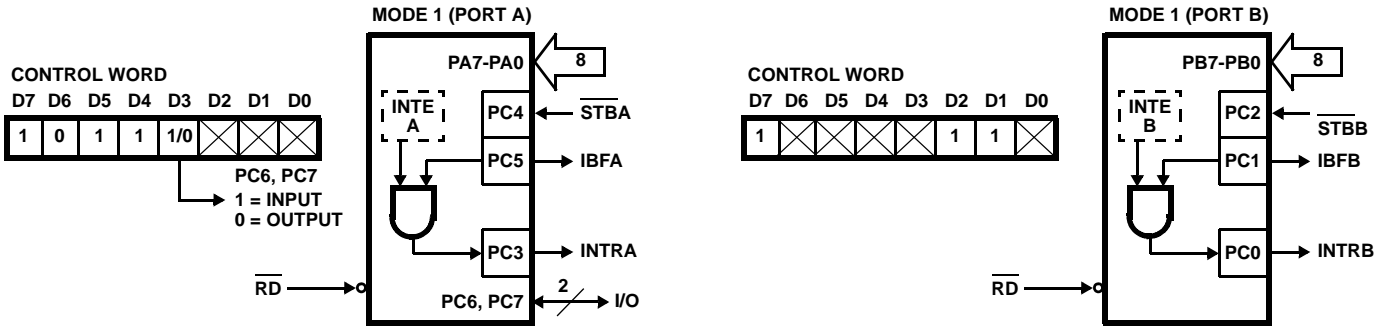 MODE 1 (PORT A)
CONTROL WORD
D7 D6 D5 D4 D3 D2 D1 D0
1 0 1 1 1/0
PC6, PC7
1 = INPUT
0 = OUTPUT
RD
PA7-PA0
8
INTE
A
PC4
STBA
PC5
IBFA
PC3
INTRA
PC6, PC7
2
I/O
MODE 1 (PORT B)
CONTROL WORD
D7 D6 D5 D4 D3 D2 D1 D0
1 1 1
RD
PB7-PB0
8
INTE
B
PC2
STBB
PC1
IBFB
PC0
INTRB